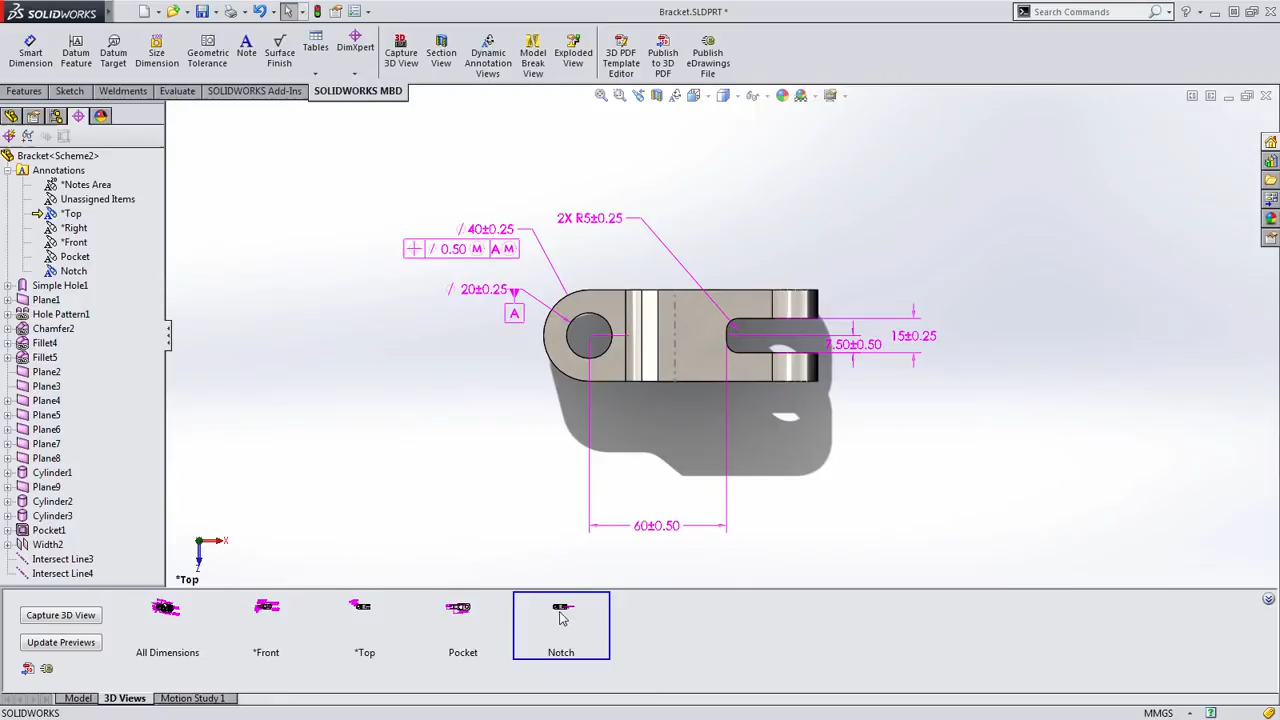 SOLIDWORKS
Bracket.SLDPRT *
Search Commands
Smart Dimension
Datum Feature
Datum Target
Size Dimension
Geometric Tolerance
Note
Surface Finish
Tables
DimXpert
Capture 3D View
Section View
Dynamic Annotation Views
Model Break View
Exploded View
3D PDF Template Editor
Publish to 3D PDF
Publish eDrawings File
Features
Sketch
Weldments
Evaluate
SOLIDWORKS Add-Ins
SOLIDWORKS MBD
Bracket<Scheme2>
Annotations
*Notes Area
Unassigned Items
*Top
*Right
*Front
Pocket
Notch
Simple Hole1
Plane1
Hole Pattern1
Chamfer2
Fillet4
Fillet5
Plane2
Plane3
Plane4
Plane5
Plane6
Plane7
Plane8
Cylinder1
Plane9
Cylinder2
Cylinder3
Pocket1
Width2
Intersect Line3
Intersect Line4
2X R5±0.25
40±0.25
0.50 Ⓜ A Ⓜ
20±0.25
A
15±0.25
7.50±0.50
60±0.50
X
Z
*Top
Capture 3D View
Update Previews
All Dimensions
*Front
*Top
Pocket
Notch
Model
3D Views
Motion Study 1
SOLIDWORKS
MMGS